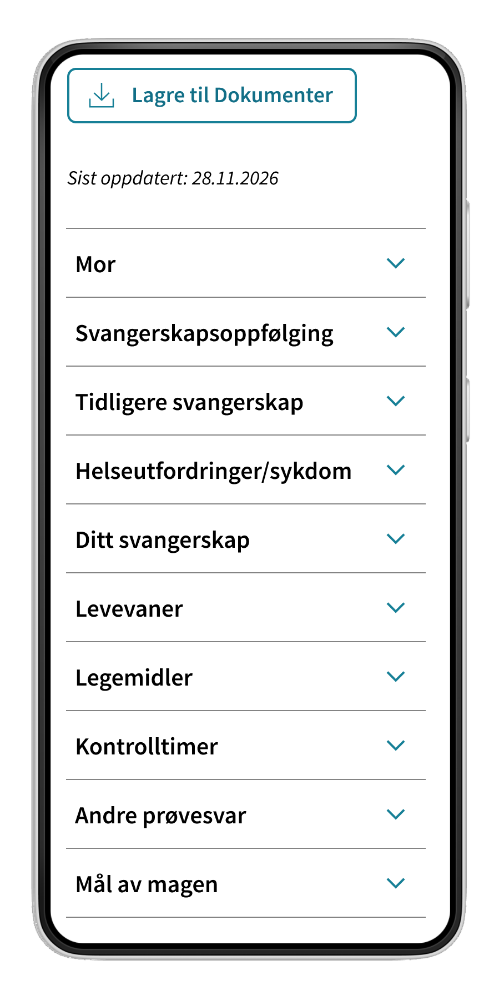 Lagre til Dokumenter
Sist oppdatert: 28.11.2026
Mor
Svangerskapsoppfølging
Tidligere svangerskap
Helseutfordringer/sykdom
Ditt svangerskap
Levevaner
Legemidler
Kontrolltimer
Andre prøvesvar
Mål av magen